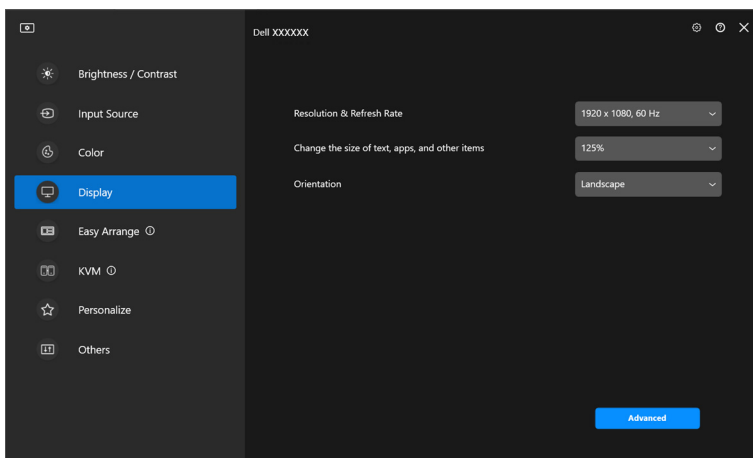 Dell XXXXXX
Brightness / Contrast
Input Source
Color
Display
Easy Arrange
KVM
Personalize
Others
Resolution & Refresh Rate
1920 x 1080, 60 Hz
Change the size of text, apps, and other items
125%
Orientation
Landscape
Advanced